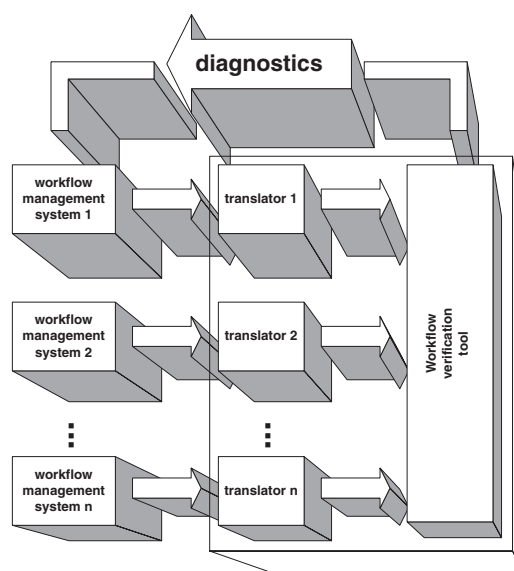 diagnostics
workflow
management
system 1
translator 1
workflow
management
system 2
translator 2
Workflow
verification
tool
workflow
management
system n
translator n